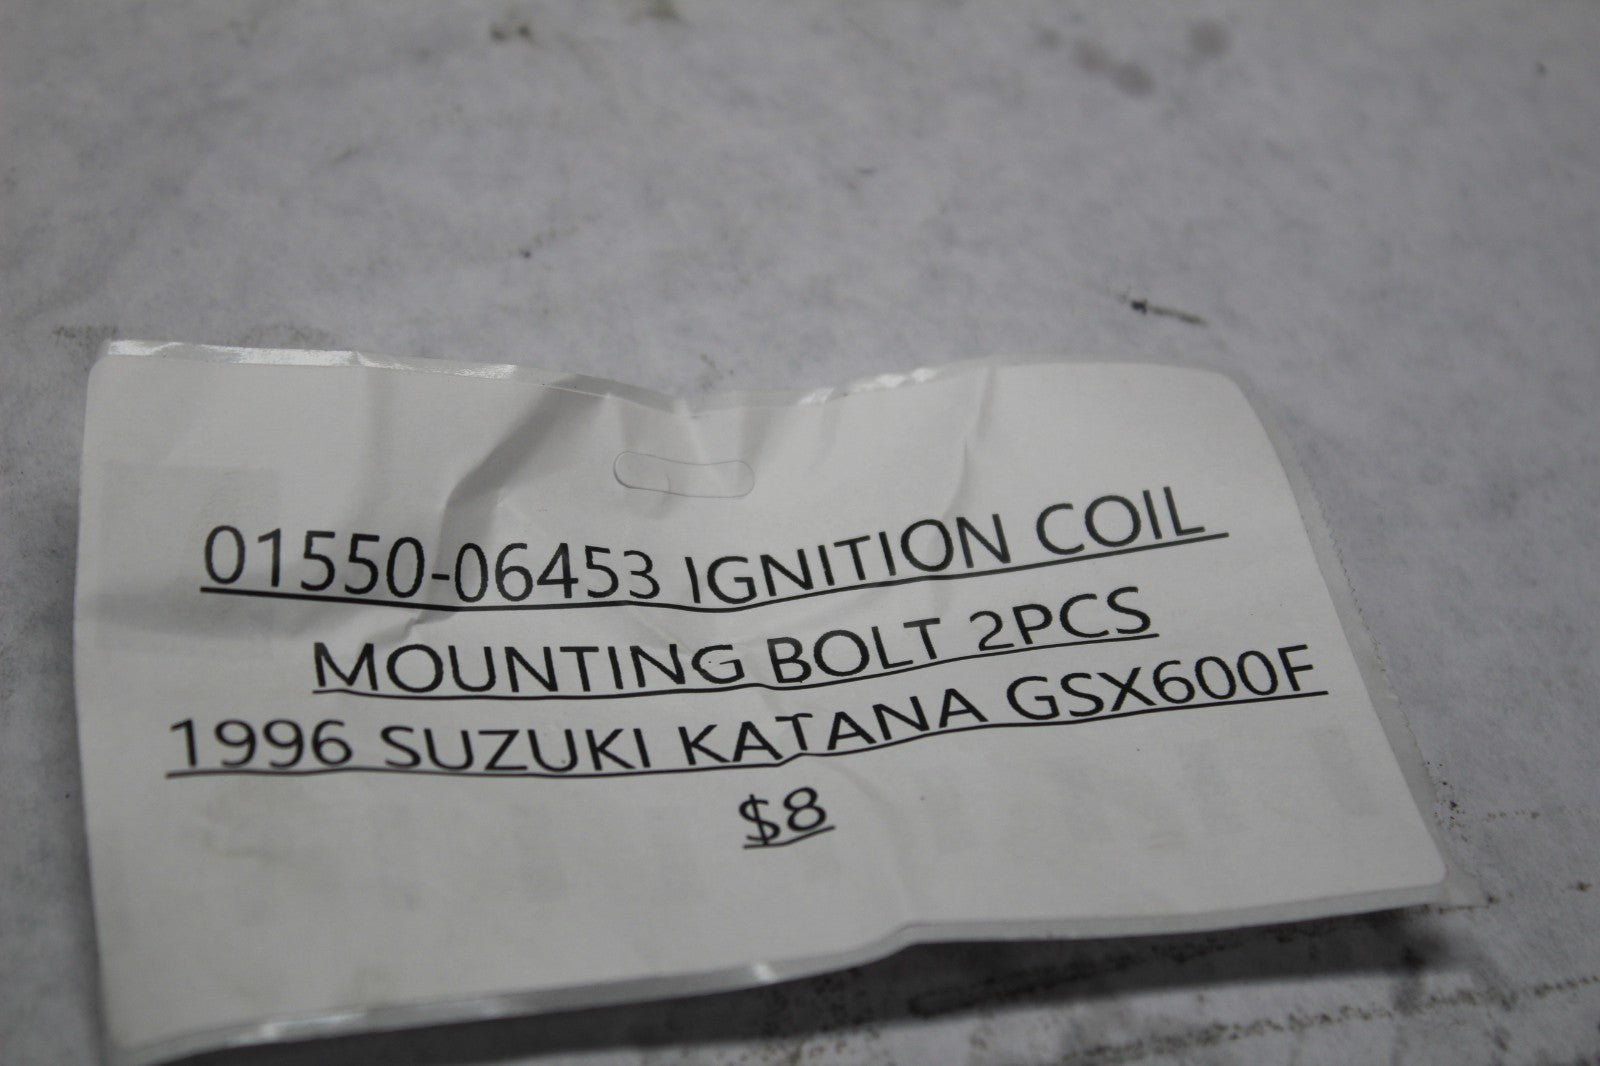 01550-06453 IGNITION COIL
MOUNTING BOLT 2PCS
1996 SUZUKI KATANA GSX600F
$8